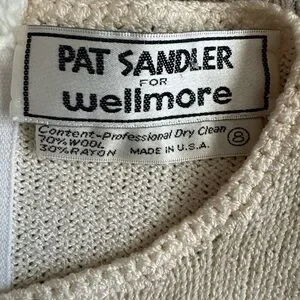 PAT SANDLER
FOR
wellmore
Content-Professional Dry Clean 8
70% WOOL
30% RAYON MADE IN U.S.A.